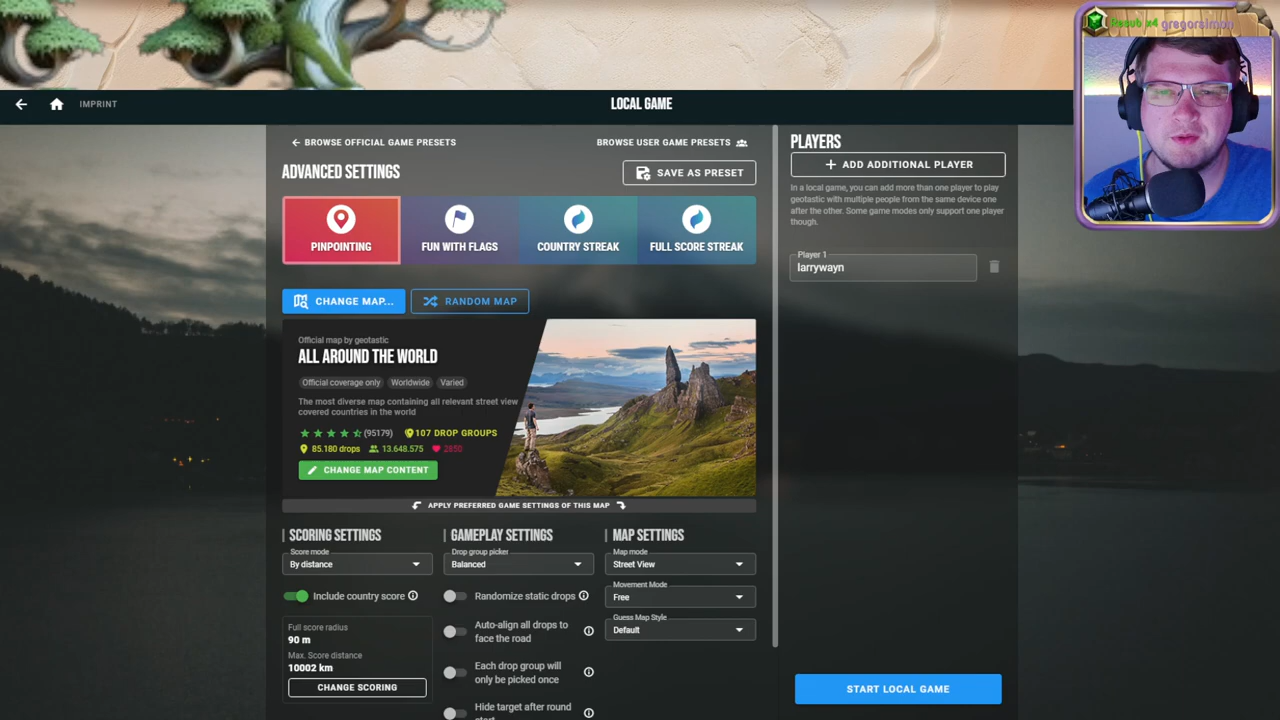 Resub x4 gregorsimon
IMPRINT
LOCAL GAME
BROWSE OFFICIAL GAME PRESETS
BROWSE USER GAME PRESETS
ADVANCED SETTINGS
SAVE AS PRESET
PINPOINTING
FUN WITH FLAGS
COUNTRY STREAK
FULL SCORE STREAK
CHANGE MAP...
RANDOM MAP
Official map by geotastic
ALL AROUND THE WORLD
Official coverage only
Worldwide
Varied
The most diverse map containing all relevant street view
covered countries in the world
(95179)
107 DROP GROUPS
85.180 drops
13.648.575
2850
CHANGE MAP CONTENT
APPLY PREFERRED GAME SETTINGS OF THIS MAP
SCORING SETTINGS
Score mode
By distance
Include country score
Full score radius
90 m
Max. Score distance
10002 km
CHANGE SCORING
GAMEPLAY SETTINGS
Drop group picker
Balanced
Randomize static drops
Auto-align all drops to
face the road
Each drop group will
only be picked once
Hide target after round
start
MAP SETTINGS
Map mode
Street View
Movement Mode
Free
Guess Map Style
Default
PLAYERS
+ ADD ADDITIONAL PLAYER
In a local game, you can add more than one player to play
geotastic with multiple people from the same device one
after the other. Some game modes only support one player
though.
Player 1
larrywayn
START LOCAL GAME